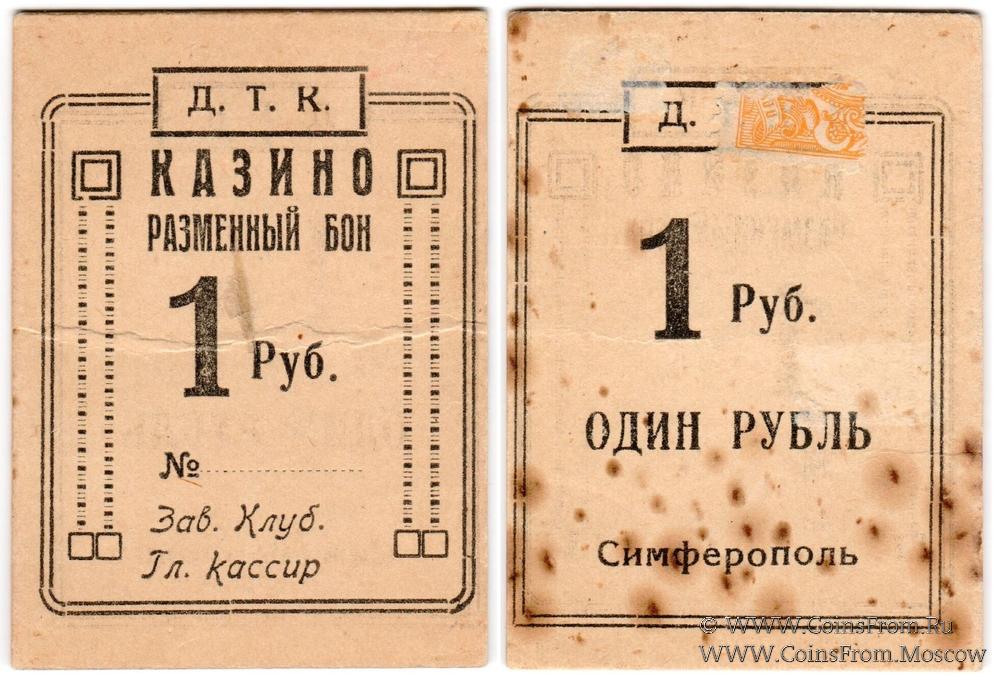 Д. Т. К.
КАЗИНО
РАЗМЕННЫЙ БОН
1 Руб.
№
Зав. Клуб.
Гл. кассир
Д.
1 Руб.
ОДИН РУБЛЬ
Симферополь
© WWW.CoinsFrom.Ru
WWW.CoinsFrom.Moscow